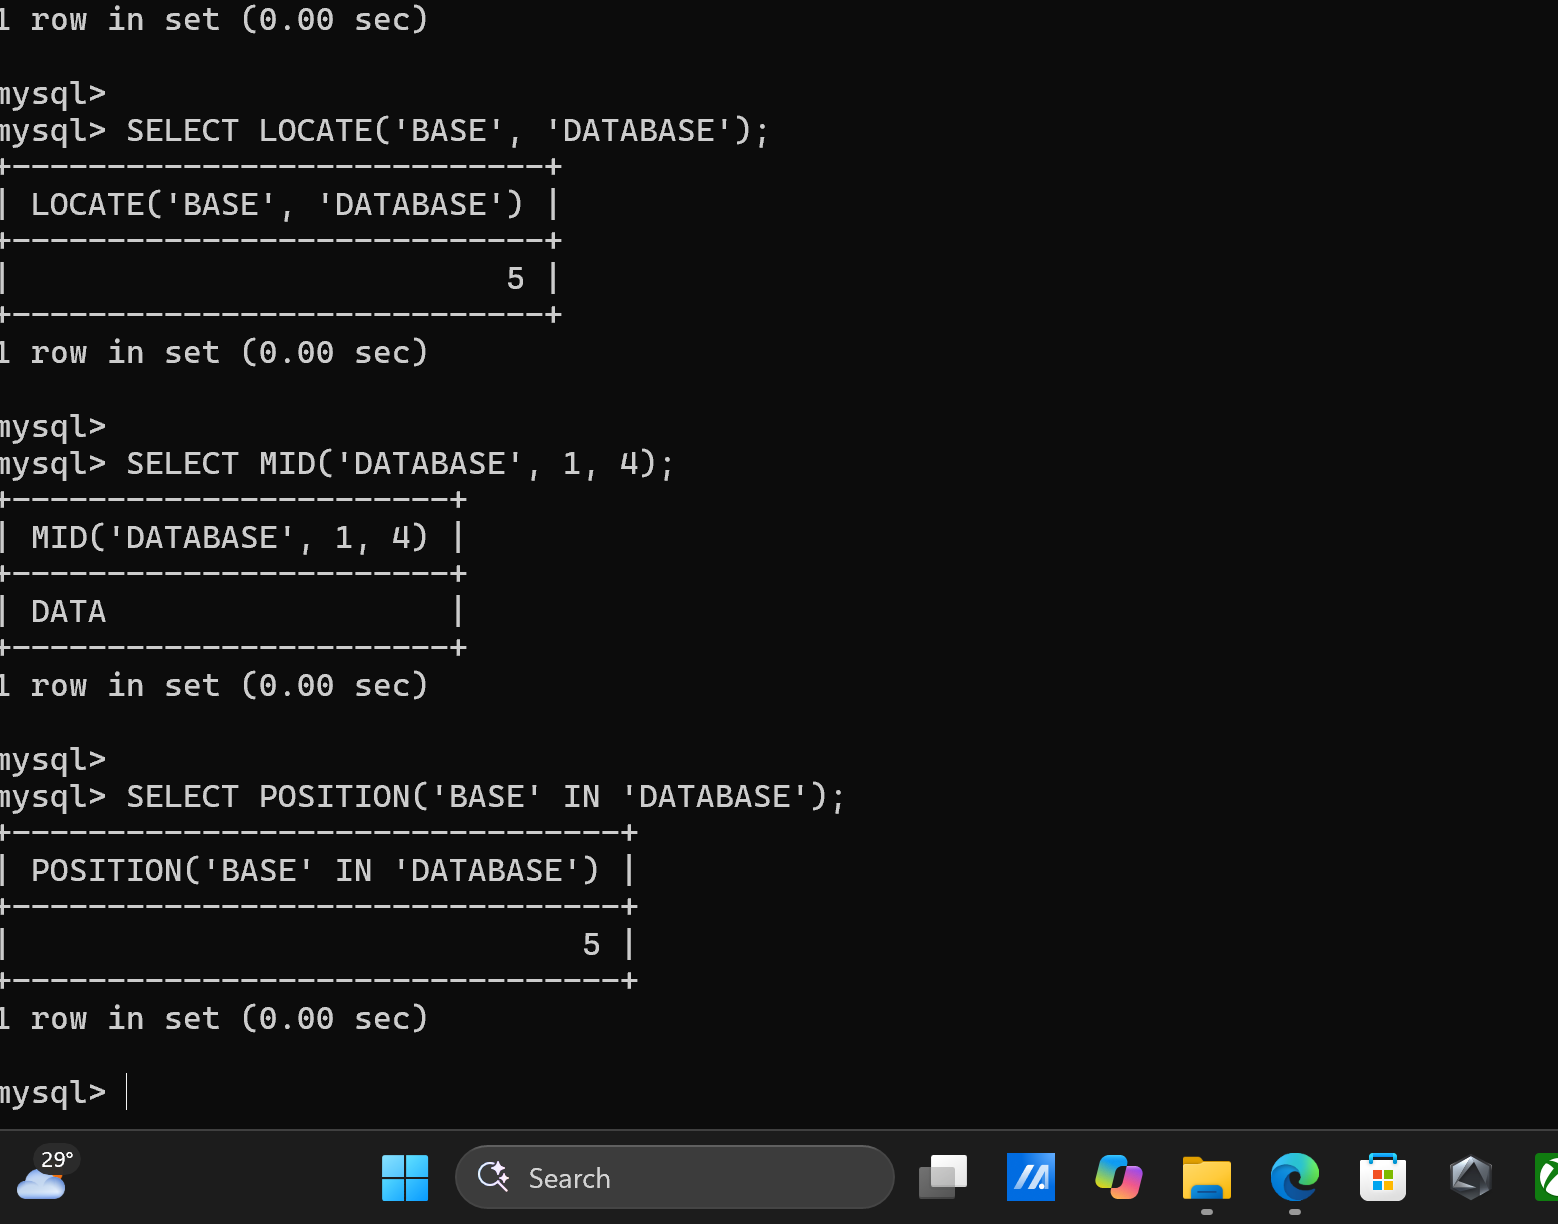 1 row in set (0.00 sec)
mysql>
mysql> SELECT LOCATE('BASE', 'DATABASE');
+----------------------------+
| LOCATE('BASE', 'DATABASE') |
+----------------------------+
|                          5 |
+----------------------------+
1 row in set (0.00 sec)
mysql>
mysql> SELECT MID('DATABASE', 1, 4);
+-----------------------+
| MID('DATABASE', 1, 4) |
+-----------------------+
| DATA                  |
+-----------------------+
1 row in set (0.00 sec)
mysql>
mysql> SELECT POSITION('BASE' IN 'DATABASE');
+--------------------------------+
| POSITION('BASE' IN 'DATABASE') |
+--------------------------------+
|                              5 |
+--------------------------------+
1 row in set (0.00 sec)
mysql>
29°
Search